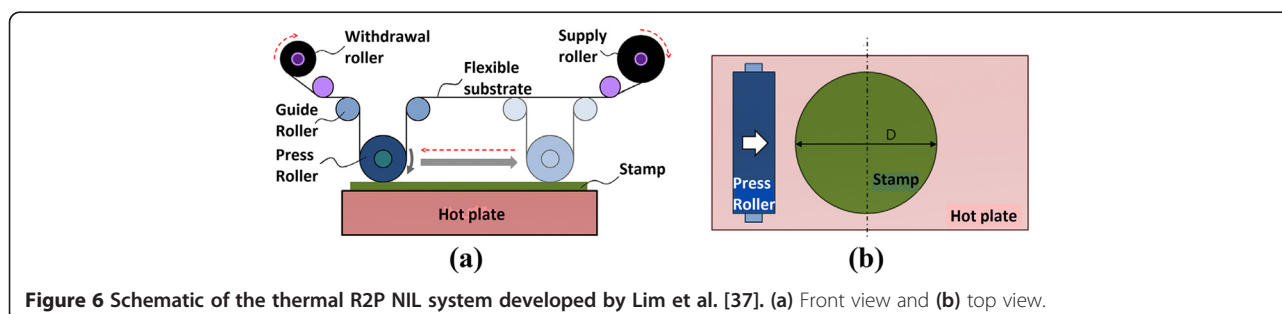 Withdrawal
roller
Supply
roller
Flexible
substrate
Guide
Roller
Press
Roller
Stamp
Hot plate
(a)
D
Stamp
Press
Roller
Hot plate
(b)
Figure 6 Schematic of the thermal R2P NIL system developed by Lim et al. [37]. (a) Front view and (b) top view.